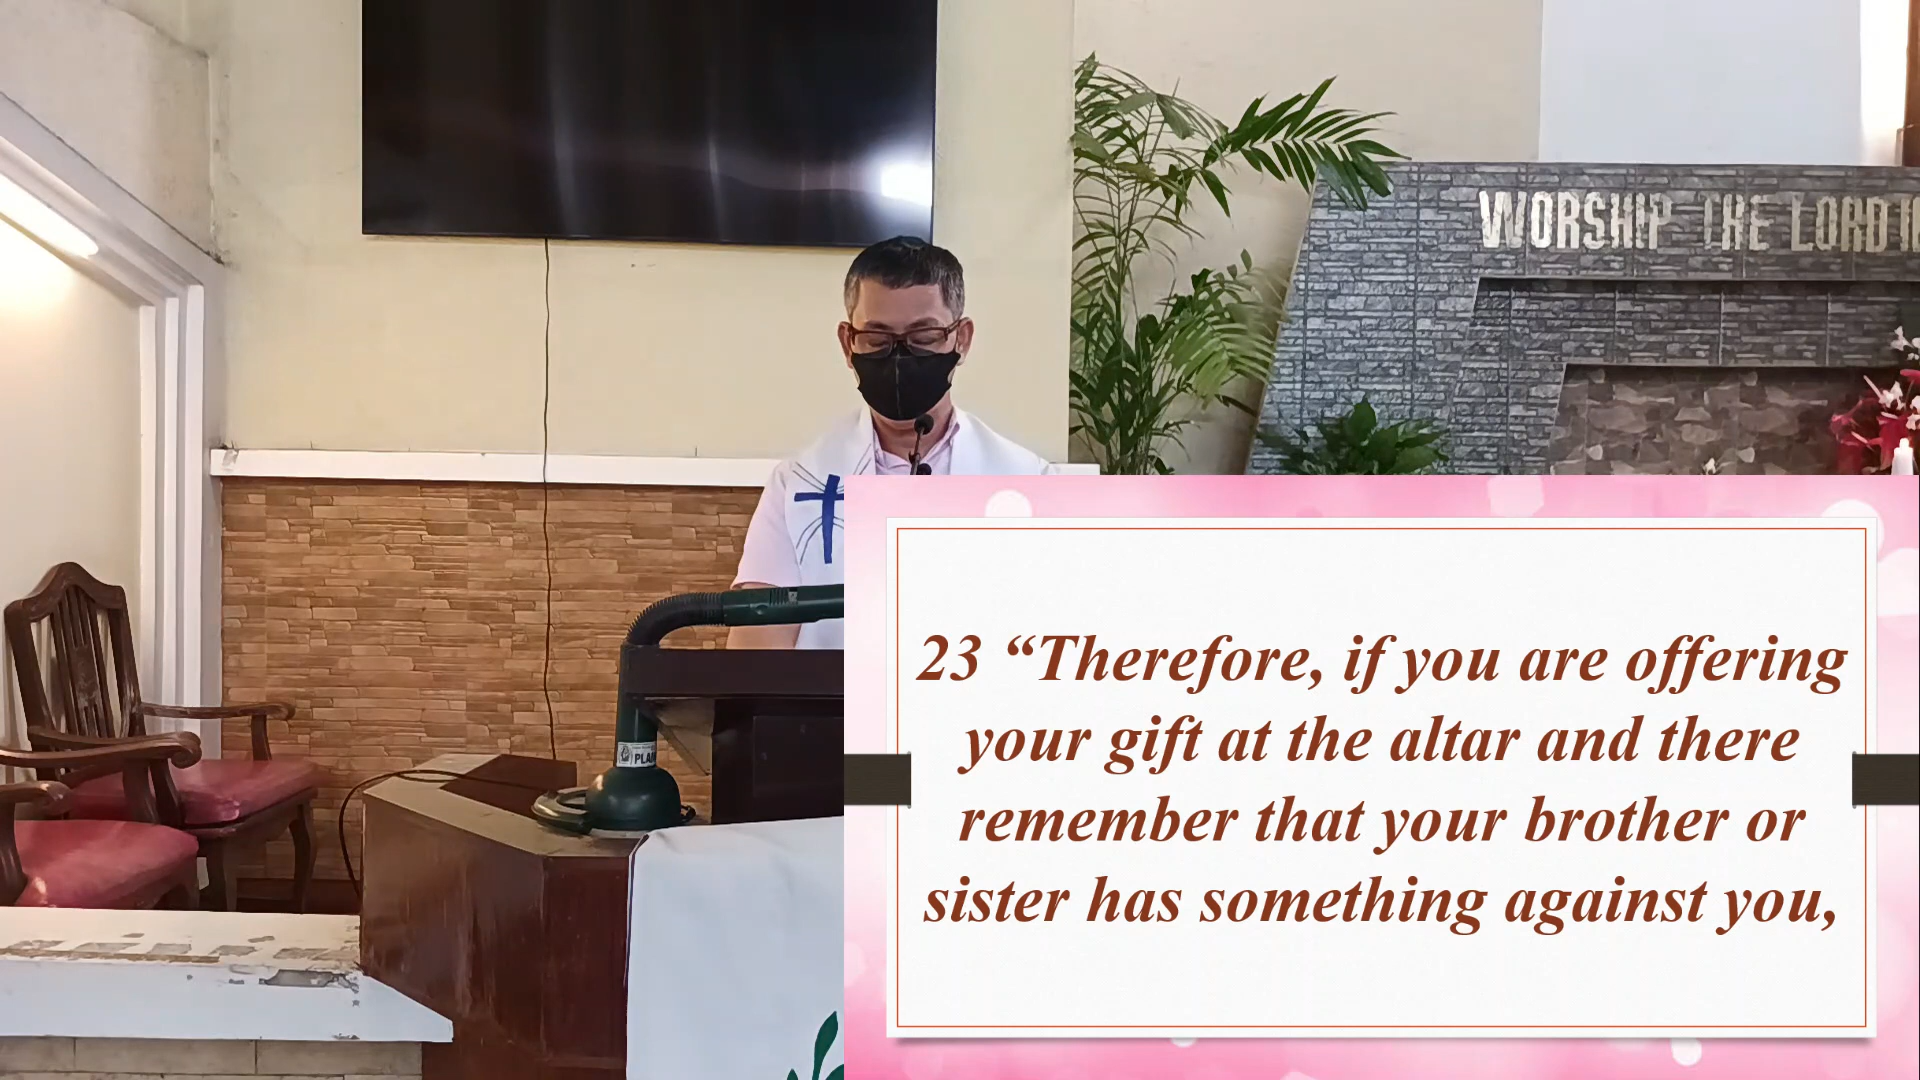 WORSHIP THE LORD
23 “Therefore, if you are offering
your gift at the altar and there
remember that your brother or
sister has something against you,